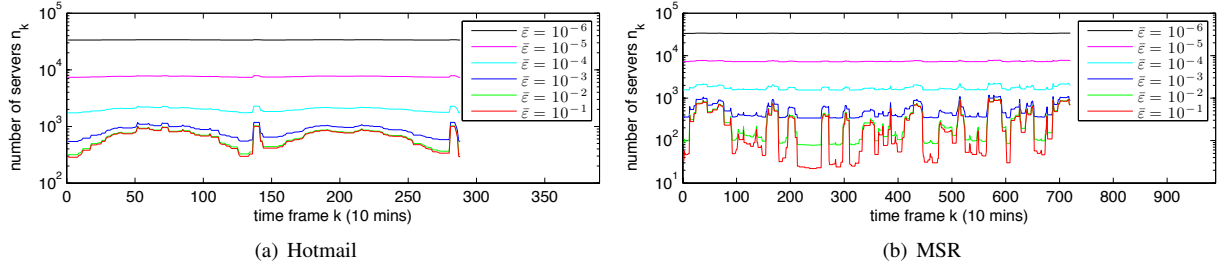 number of servers n_k
10^5
10^4
10^3
10^2
0 50 100 150 200 250 300 350
time frame k (10 mins)
ε̄ = 10^-6
ε̄ = 10^-5
ε̄ = 10^-4
ε̄ = 10^-3
ε̄ = 10^-2
ε̄ = 10^-1
(a) Hotmail
number of servers n_k
10^5
10^4
10^3
10^2
10^1
0 100 200 300 400 500 600 700 800 900
time frame k (10 mins)
ε̄ = 10^-6
ε̄ = 10^-5
ε̄ = 10^-4
ε̄ = 10^-3
ε̄ = 10^-2
ε̄ = 10^-1
(b) MSR